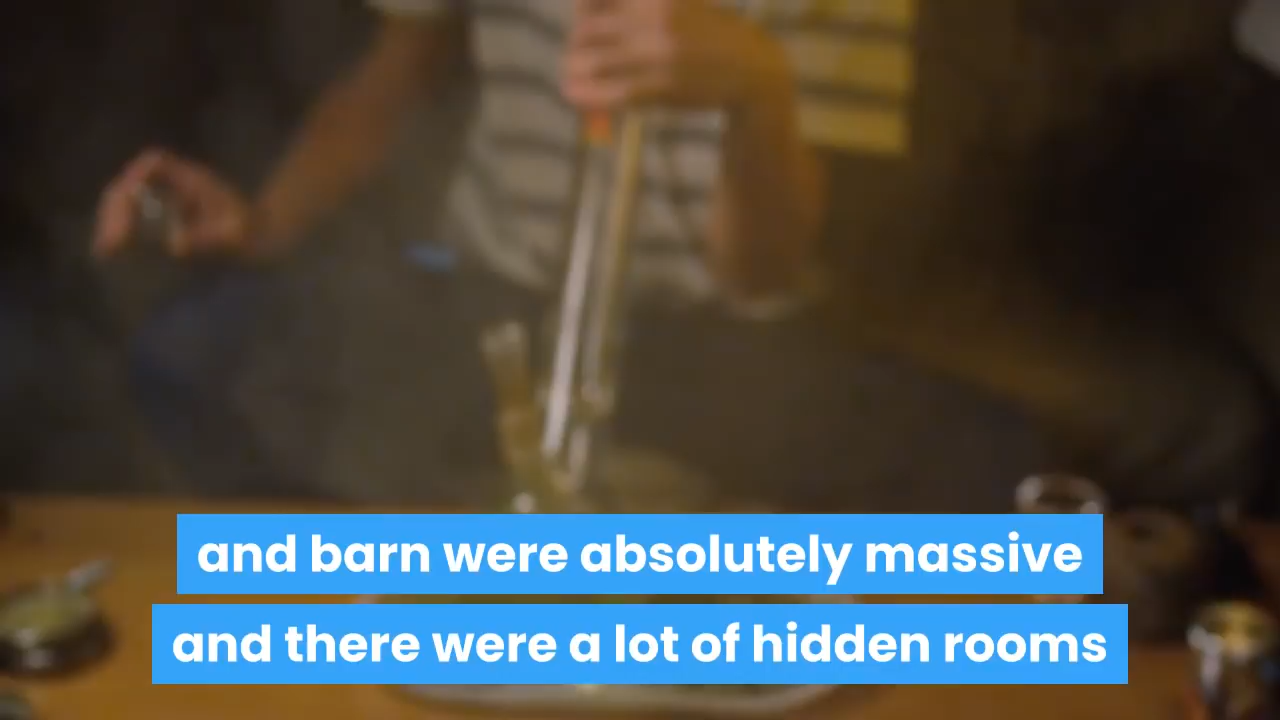 and barn were absolutely massive
and there were a lot of hidden rooms